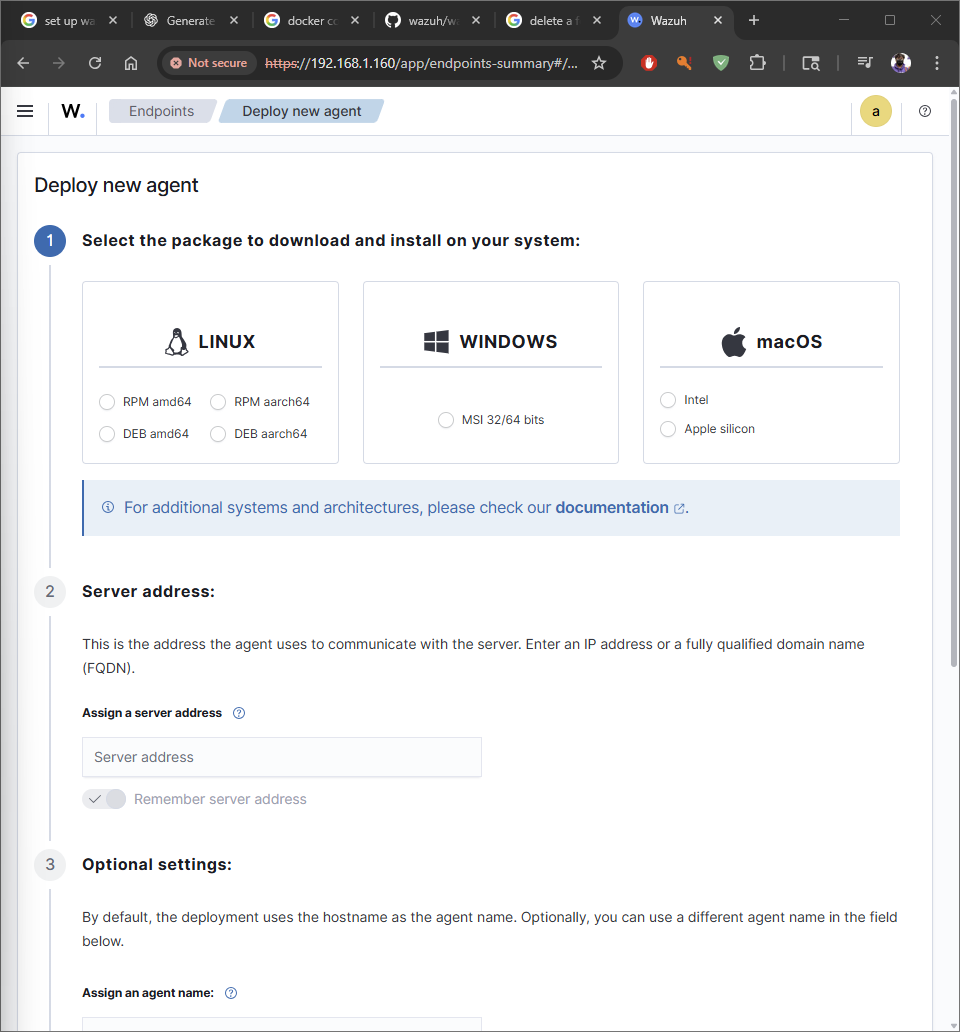 set up wa
Generate
docker co
wazuh/wa
delete a f
Wazuh
Not secure
https://192.168.1.160/app/endpoints-summary#/...
W.
Endpoints
Deploy new agent
a
Deploy new agent
1
Select the package to download and install on your system:
LINUX
WINDOWS
macOS
RPM amd64
RPM aarch64
DEB amd64
DEB aarch64
MSI 32/64 bits
Intel
Apple silicon
For additional systems and architectures, please check our documentation.
2
Server address:
This is the address the agent uses to communicate with the server. Enter an IP address or a fully qualified domain name
(FQDN).
Assign a server address
Server address
Remember server address
3
Optional settings:
By default, the deployment uses the hostname as the agent name. Optionally, you can use a different agent name in the field
below.
Assign an agent name: